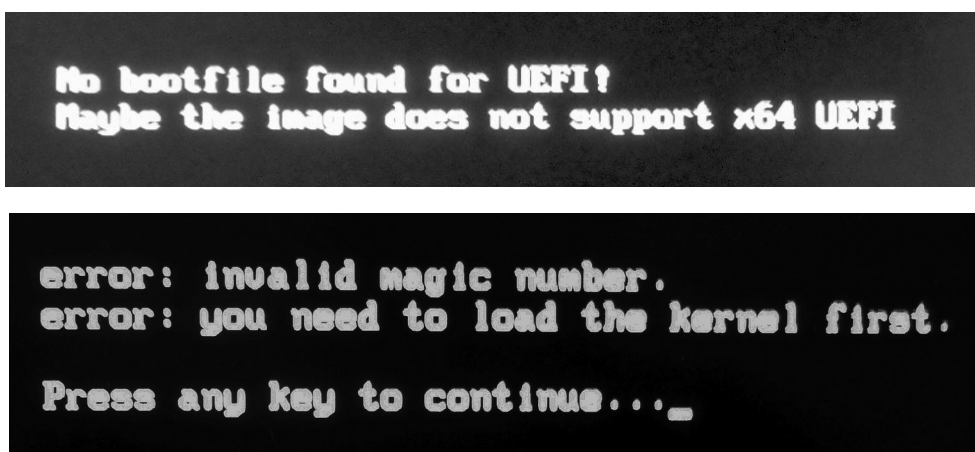 No bootfile found for UEFI!
Maybe the image does not support x64 UEFI
error: invalid magic number.
error: you need to load the kernel first.
Press any key to continue..._